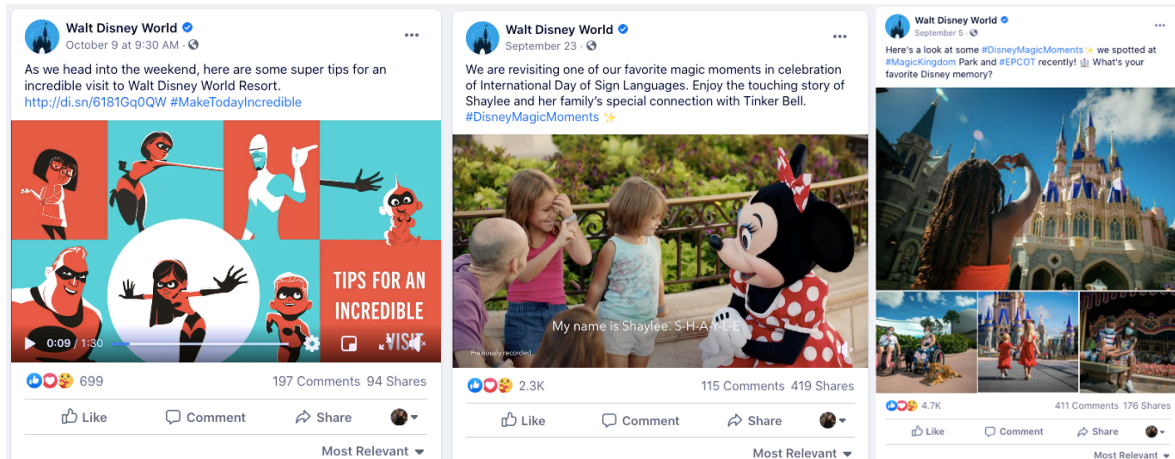 Walt Disney World
October 9 at 9:30 AM ·
As we head into the weekend, here are some super tips for an
incredible visit to Walt Disney World Resort.
http://di.sn/6181Gq0QW #MakeTodayIncredible
TIPS FOR AN
INCREDIBLE
VISIT
0:09 / 1:30
699
197 Comments 94 Shares
Like
Comment
Share
Most Relevant
Walt Disney World
September 23 ·
We are revisiting one of our favorite magic moments in celebration
of International Day of Sign Languages. Enjoy the touching story of
Shaylee and her family's special connection with Tinker Bell.
#DisneyMagicMoments ✨
My name is Shaylee. S-H-A-Y-L-E
Previously recorded.
2.3K
115 Comments 419 Shares
Like
Comment
Share
Most Relevant
Walt Disney World
September 5 ·
Here's a look at some #DisneyMagicMoments✨ we spotted at
#MagicKingdom Park and #EPCOT recently! 🏰 What's your
favorite Disney memory?
4.7K
411 Comments 176 Shares
Like
Comment
Share
Most Relevant